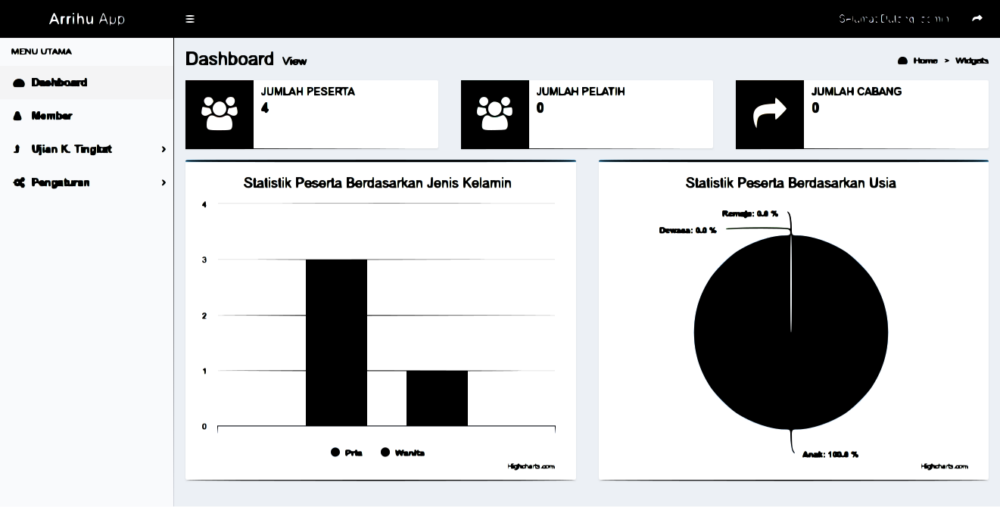 Arrihu App
Selamat Datang, admin
MENU UTAMA
Dashboard
Member
Ujian K. Tingkat
Pengaturan
Dashboard View
Home > Widgets
JUMLAH PESERTA
4
JUMLAH PELATIH
0
JUMLAH CABANG
0
Statistik Peserta Berdasarkan Jenis Kelamin
4
3
2
1
0
Pria Wanita
Highcharts.com
Statistik Peserta Berdasarkan Usia
Remaja: 0.0 %
Dewasa: 0.0 %
Anak: 100.0 %
Highcharts.com